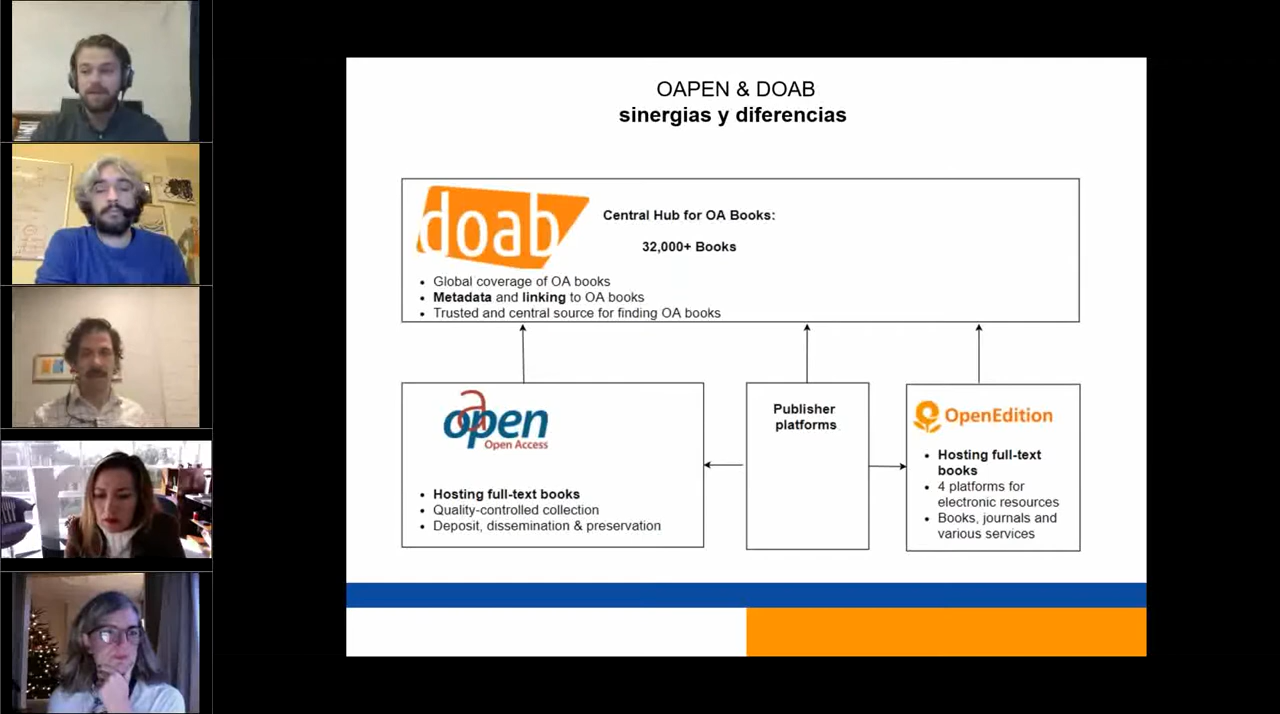 OAPEN & DOAB
sinergias y diferencias
doab
Central Hub for OA Books:
32,000+ Books
• Global coverage of OA books
• Metadata and linking to OA books
• Trusted and central source for finding OA books
oapen
Open Access
• Hosting full-text books
• Quality-controlled collection
• Deposit, dissemination & preservation
Publisher
platforms
OpenEdition
• Hosting full-text
books
• 4 platforms for
electronic resources
• Books, journals and
various services